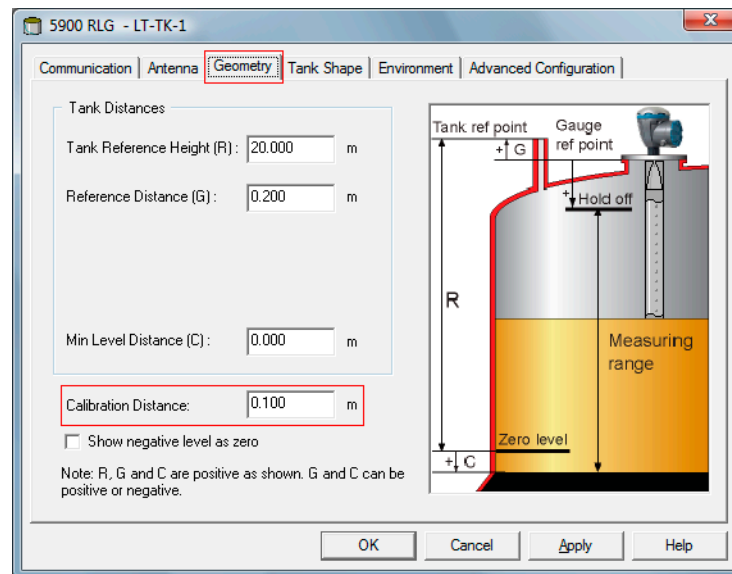 5900 RLG - LT-TK-1
Communication Antenna Geometry Tank Shape Environment Advanced Configuration
Tank Distances
Tank Reference Height (R) : 20.000 m
Reference Distance (G) : 0.200 m
Min Level Distance (C) : 0.000 m
Calibration Distance: 0.100 m
Show negative level as zero
Note: R, G and C are positive as shown. G and C can be
positive or negative.
Tank ref point
Gauge
ref point
+ G
+ Hold off
R
Measuring
range
Zero level
+ C
OK Cancel Apply Help